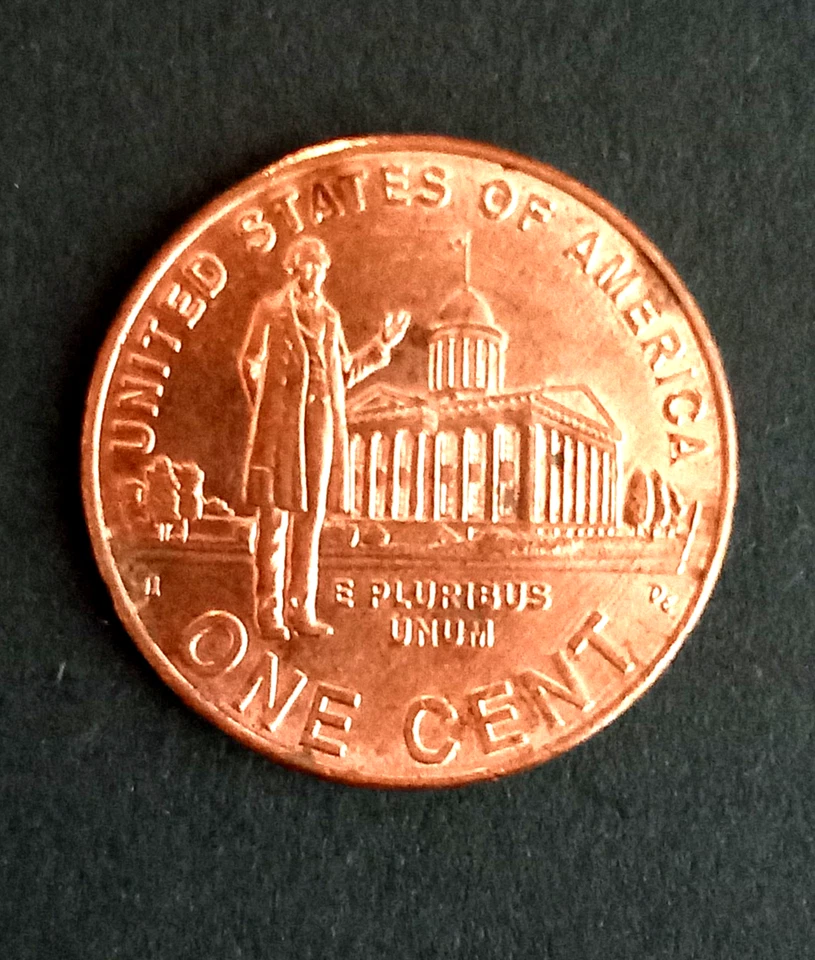 UNITED STATES OF AMERICA
E PLURIBUS
UNUM
ONE CENT